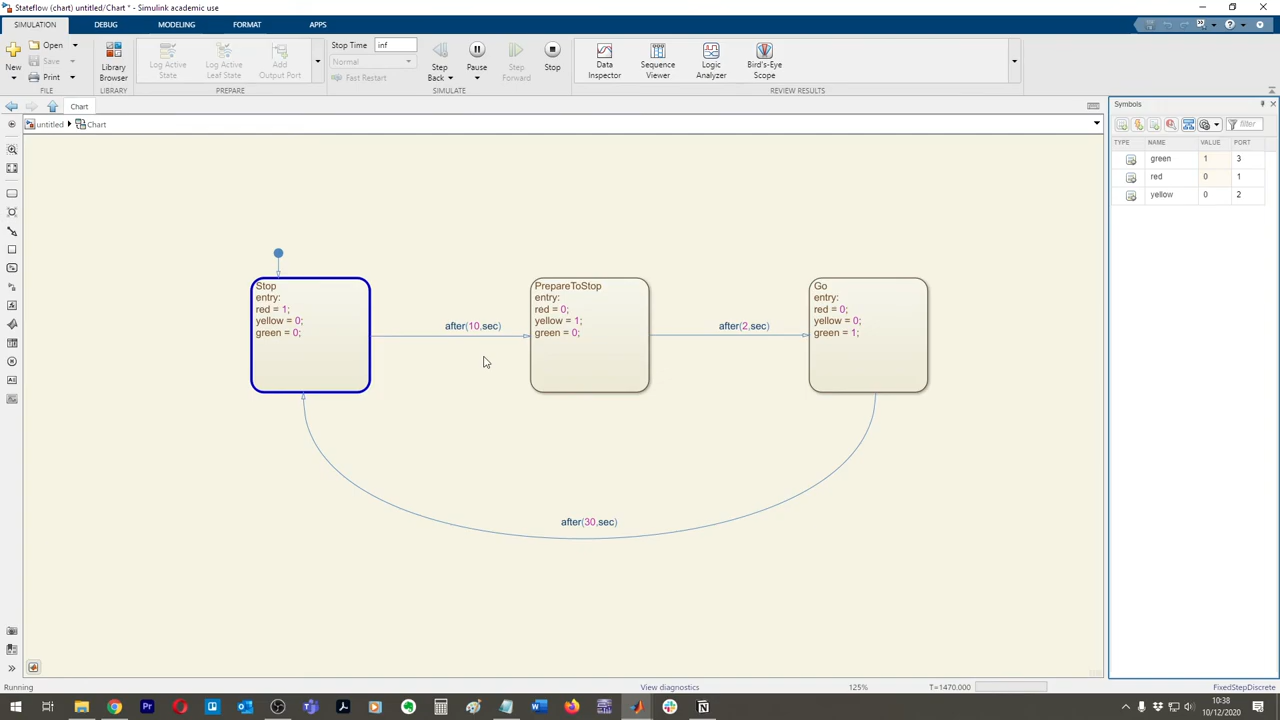 Stateflow (chart) untitled/Chart * - Simulink academic use
SIMULATION
DEBUG
MODELING
FORMAT
APPS
New
Open
Save
Print
FILE
Library
Browser
LIBRARY
Log Active
State
Log Active
Leaf State
Add
Output Port
PREPARE
Stop Time
inf
Normal
Fast Restart
Step
Back
Pause
Step
Forward
Stop
SIMULATE
Data
Inspector
Sequence
Viewer
Logic
Analyzer
Bird's-Eye
Scope
REVIEW RESULTS
Chart
untitled
Chart
Symbols
filter
TYPE NAME VALUE PORT
green 1 3
red 0 1
yellow 0 2
Stop
entry:
red = 1;
yellow = 0;
green = 0;
after(10,sec)
PrepareToStop
entry:
red = 0;
yellow = 1;
green = 0;
after(2,sec)
Go
entry:
red = 0;
yellow = 0;
green = 1;
after(30,sec)
Running
View diagnostics
125%
T=1470.000
FixedStepDiscrete
10:38
10/12/2020